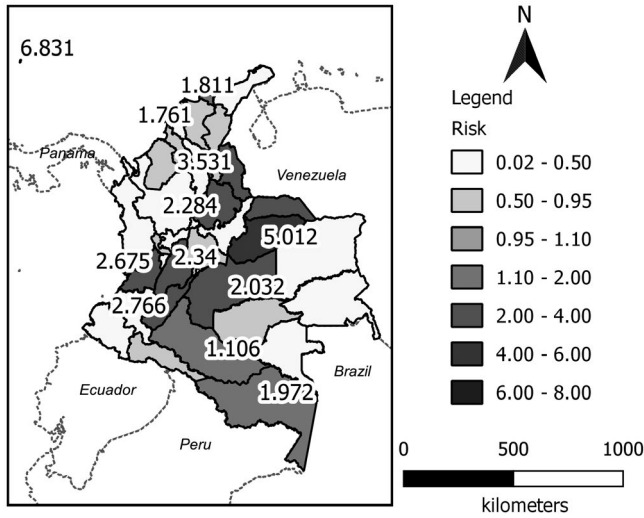 6.831
1.811
1.761
Panama
3.531
Venezuela
2.284
5.012
2.34
2.675
2.032
2.766
1.106
Brazil
1.972
Ecuador
Peru
N
Legend
Risk
0.02 - 0.50
0.50 - 0.95
0.95 - 1.10
1.10 - 2.00
2.00 - 4.00
4.00 - 6.00
6.00 - 8.00
0 500 1000
kilometers